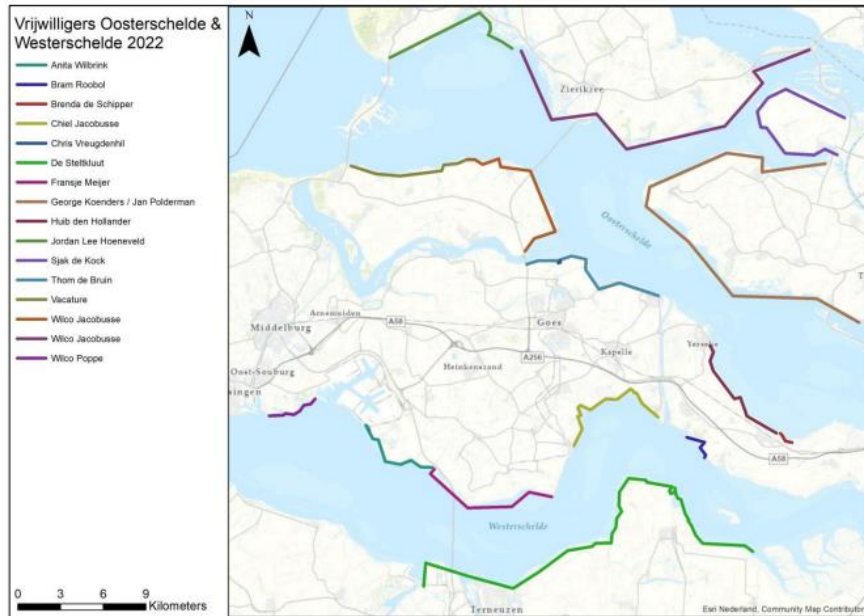 Vrijwilligers Oosterschelde &
Westerschelde 2022
Anita Wilbrink
Bram Roobol
Brenda de Schipper
Chiel Jacobusse
Chris Vreugdenhil
De Steltkluut
Fransje Meijer
George Koenders / Jan Polderman
Huib den Hollander
Jordan Lee Hoeneveld
Sjak de Kock
Thom de Bruin
Vacature
Wilco Jacobusse
Wilco Jacobusse
Wilco Poppe
0 3 6 9
Kilometers
N
Zierikzee
Oosterschelde
Arnemuiden
A58
Middelburg
Goes
Yerseke
A256
Kapelle
Heinkenszand
Oost-Souburg
singen
A58
Westerschelde
Terneuzen
Esri Nederland, Community Map Contributors